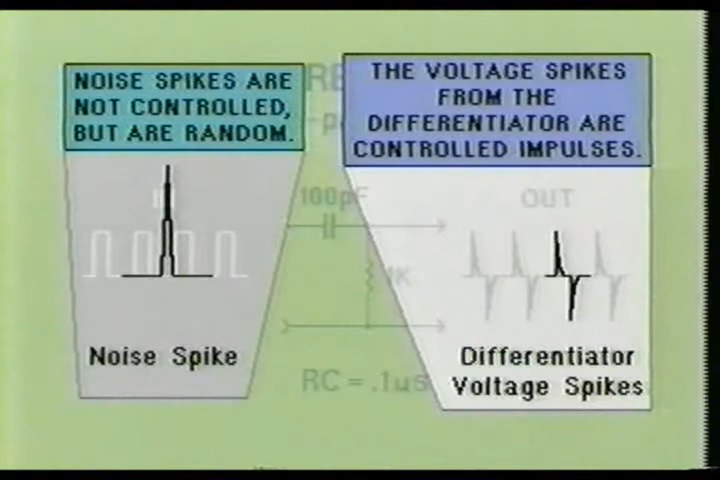 NOISE SPIKES ARE
NOT CONTROLLED,
BUT ARE RANDOM.
THE VOLTAGE SPIKES
FROM THE
DIFFERENTIATOR ARE
CONTROLLED IMPULSES.
100pF
OUT
1K
Noise Spike
Differentiator
Voltage Spikes
RC = .1us